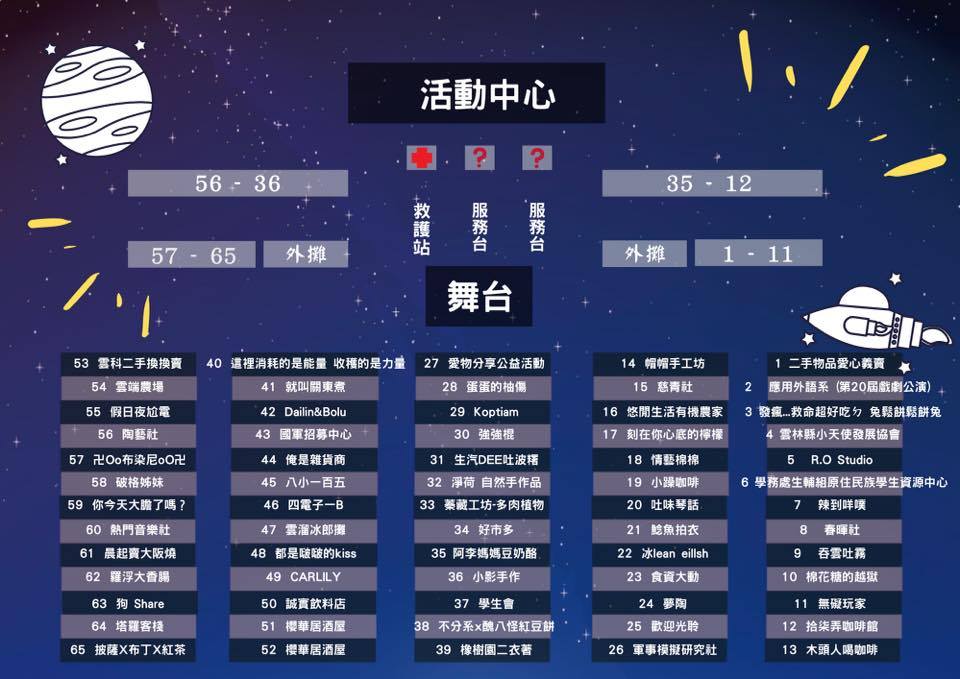 活動中心
56 - 36
35 - 12
救護站
服務台
服務台
57 - 65
外攤
外攤
1 - 11
舞台
53 雲科二手換換賣
54 雲端農場
55 假日夜尬電
56 陶藝社
57 卍Oo布染尼oO卍
58 破格姊妹
59 你今天大膽了嗎？
60 熱門音樂社
61 晨起賣大阪燒
62 羅浮大香腸
63 狗 Share
64 塔羅客棧
65 披薩X布丁X紅茶
40 這裡消耗的是能量 收穫的是力量
41 就叫關東煮
42 Dailin&Bolu
43 國軍招募中心
44 俺是雜貨商
45 八小一百五
46 四電子一B
47 雲溜冰郎攤
48 都是啵啵的kiss
49 CARLILY
50 誠實飲料店
51 櫻華居酒屋
52 櫻華居酒屋
27 愛物分享公益活動
28 蛋蛋的柚傷
29 Koptiam
30 強強棍
31 生汽DEE吐波糬
32 淨荷 自然手作品
33 蓁藏工坊-多肉植物
34 好市多
35 阿李媽媽豆奶酪
36 小影手作
37 學生會
38 不分系x醜八怪紅豆餅
39 橡樹園二衣著
14 帽帽手工坊
15 慈青社
16 悠閒生活有機農家
17 刻在你心底的檸檬
18 情藝棉棉
19 小躁咖啡
20 吐味琴話
21 鯰魚拍衣
22 冰lean eillsh
23 食資大動
24 夢陶
25 歡迎光聆
26 軍事模擬研究社
1 二手物品愛心義賣
2 應用外語系 (第20屆戲劇公演)
3 發瘋...救命超好吃ㄅ 兔鬆餅鬆餅兔
4 雲林縣小天使發展協會
5 R.O Studio
6 學務處生輔組原住民族學生資源中心
7 辣到咩噗
8 春暉社
9 吞雲吐霧
10 棉花糖的越獄
11 無礙玩家
12 拾柒弄咖啡館
13 木頭人喝咖啡